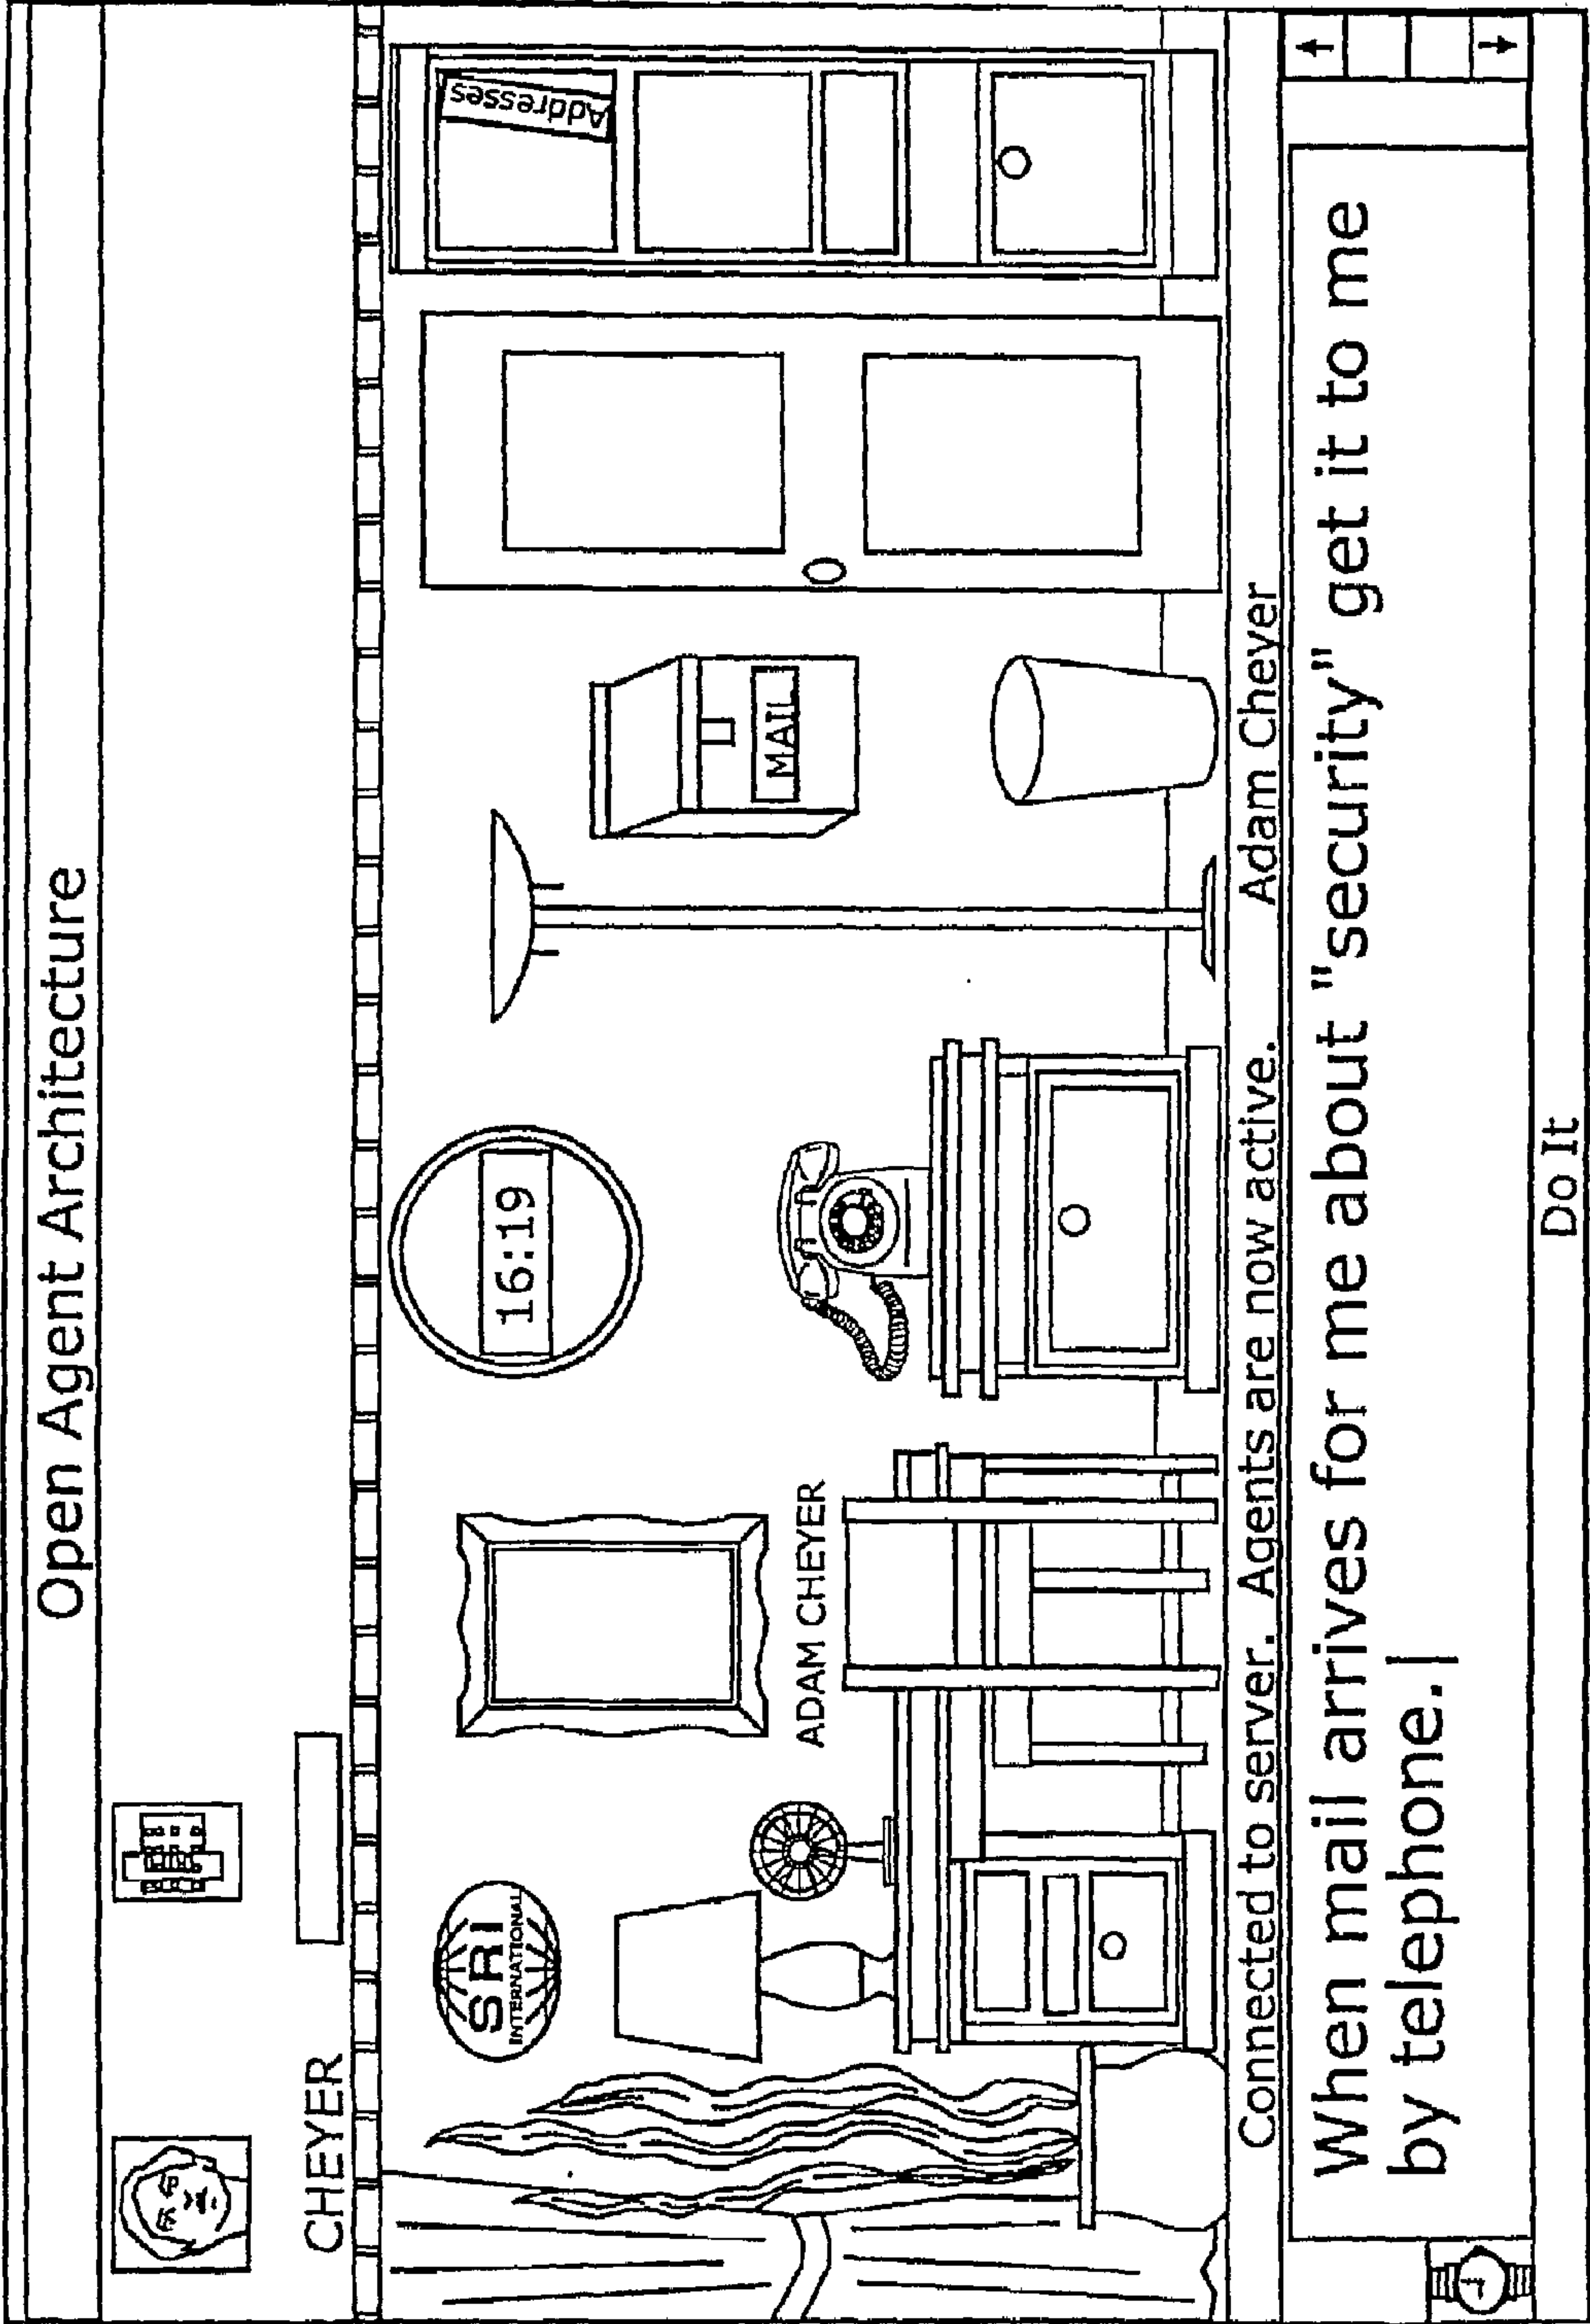 Open Agent Architecture
CHEYER
SRI
INTERNATIONAL
ADAM CHEYER
16:19
MAIL
Addresses
Connected to server. Agents are now active. Adam Cheyer
When mail arrives for me about "security" get it to me
by telephone.
Do It